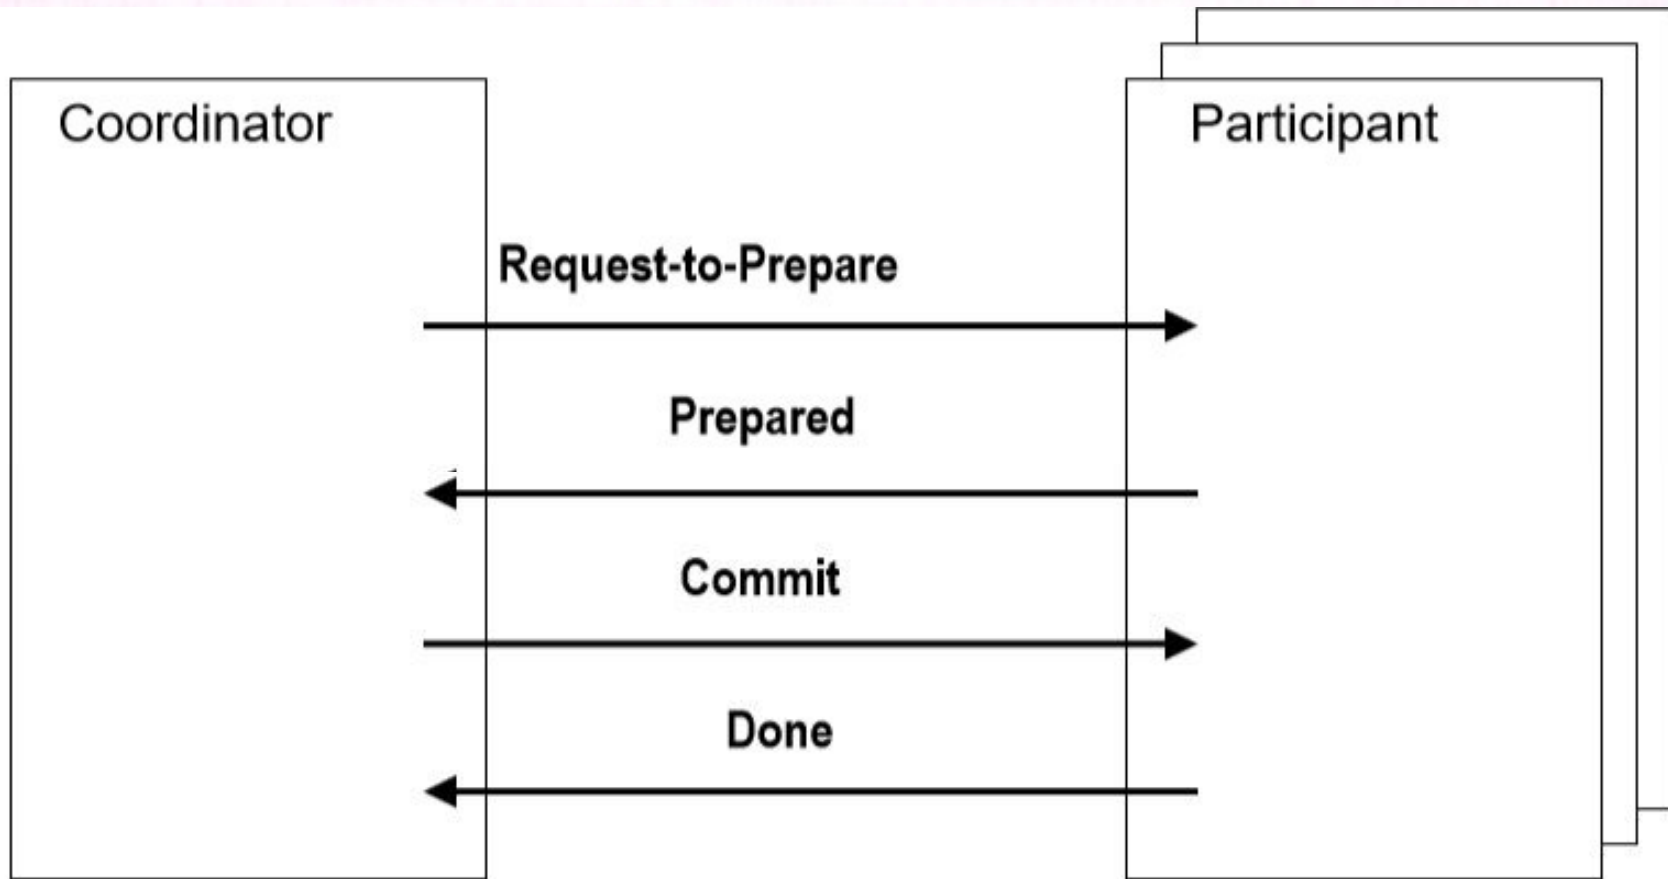 Coordinator
Participant
Request-to-Prepare
Prepared
Commit
Done